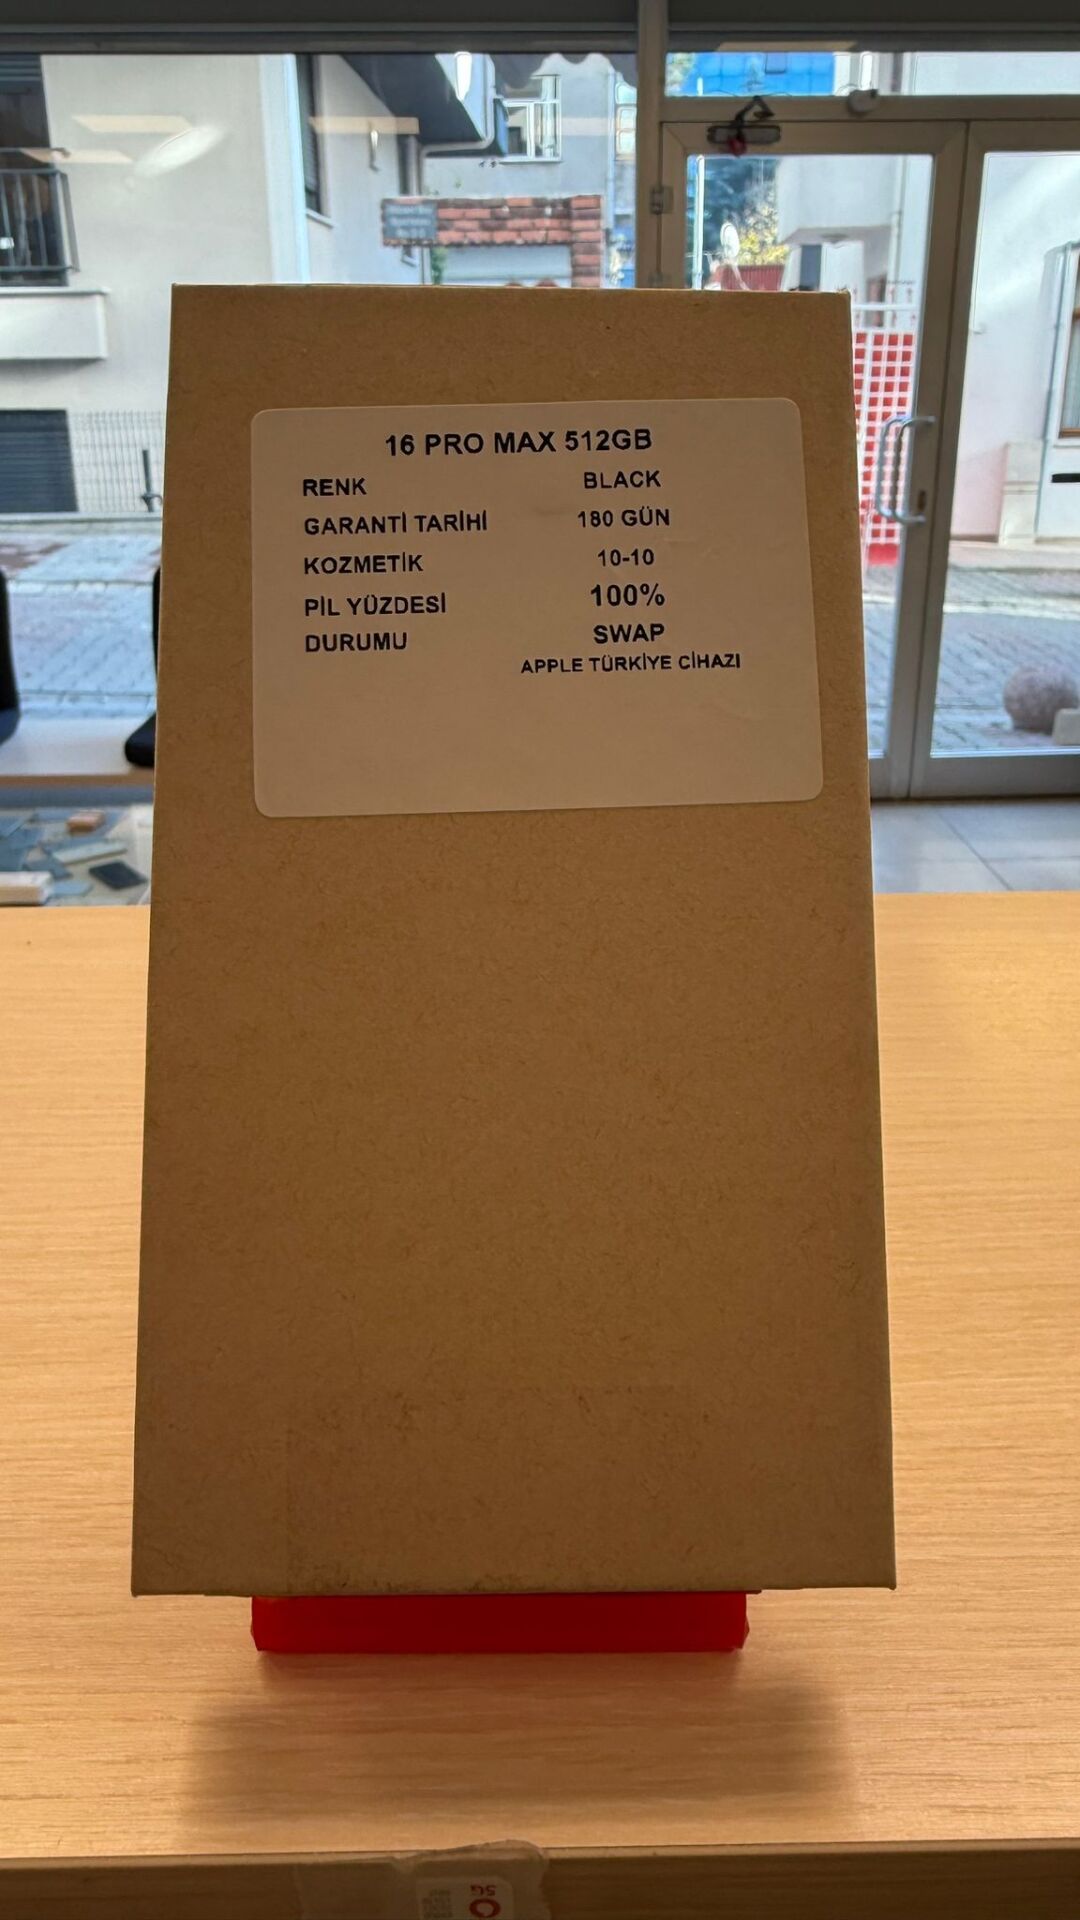 16 PRO MAX 512GB
RENK BLACK
GARANTİ TARİHİ 180 GÜN
KOZMETİK 10-10
PİL YÜZDESİ 100%
DURUMU SWAP
APPLE TÜRKİYE CİHAZI
5G